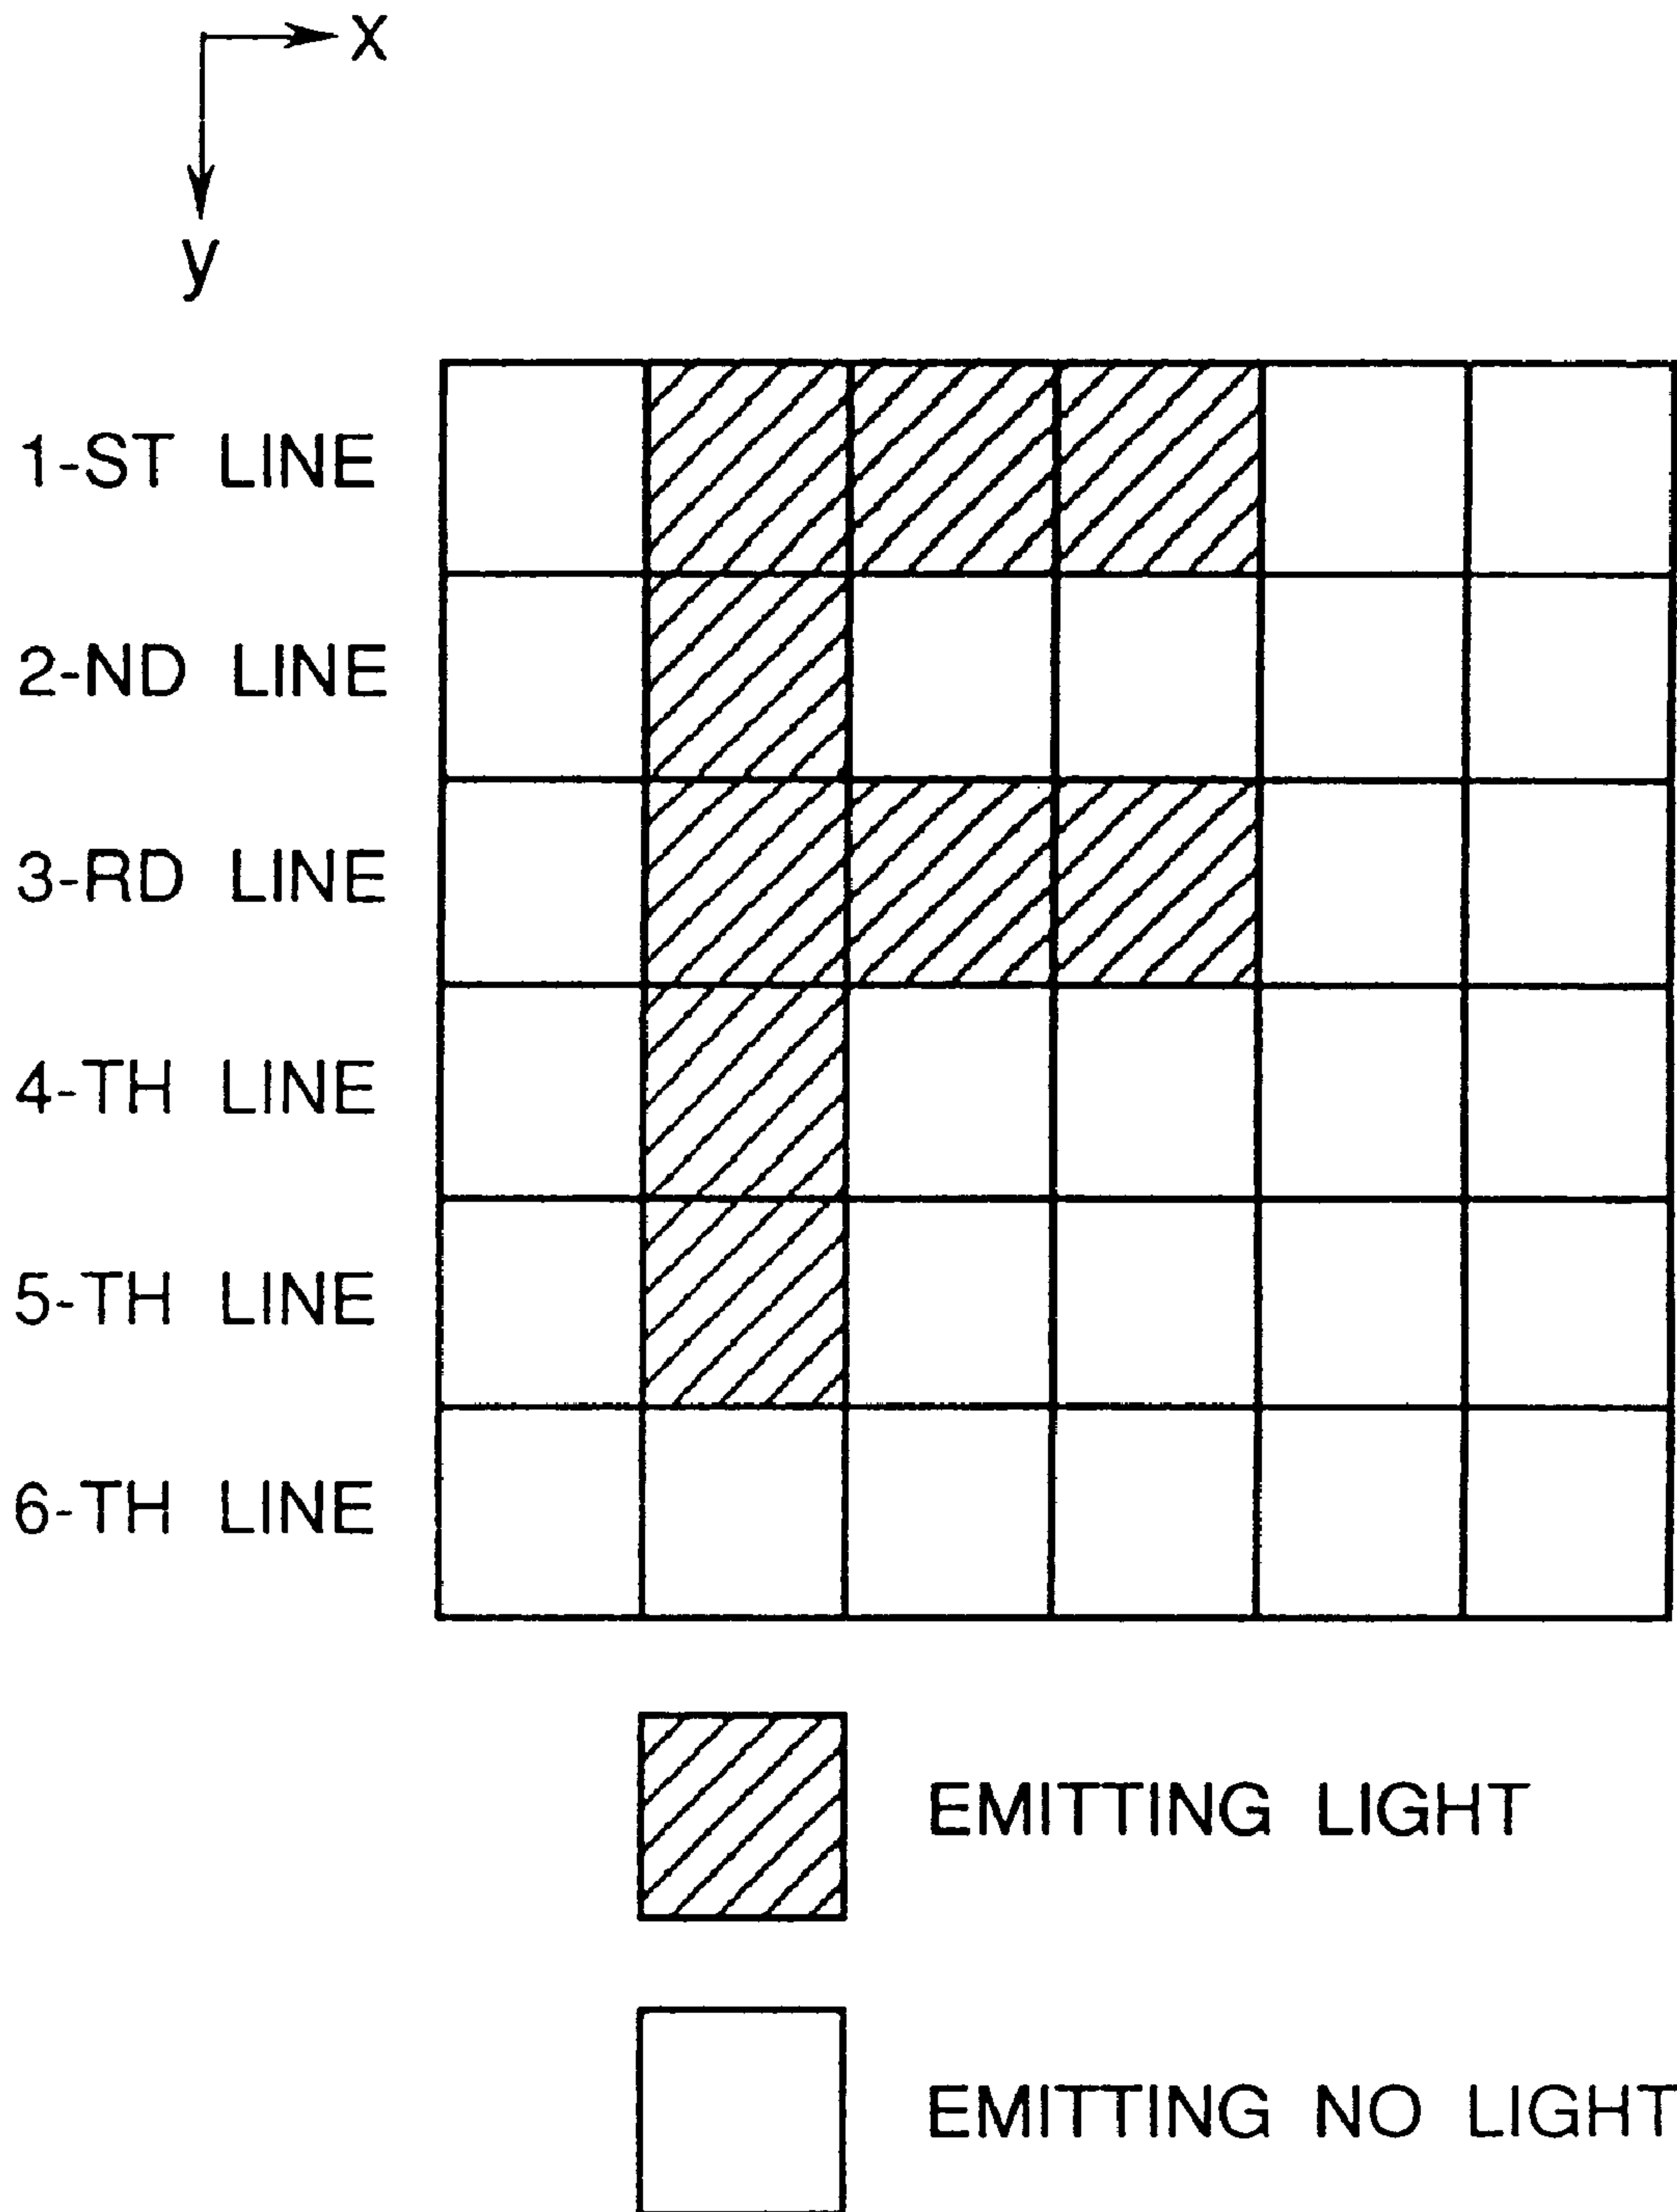 x
y
1-ST LINE
2-ND LINE
3-RD LINE
4-TH LINE
5-TH LINE
6-TH LINE
EMITTING LIGHT
EMITTING NO LIGHT